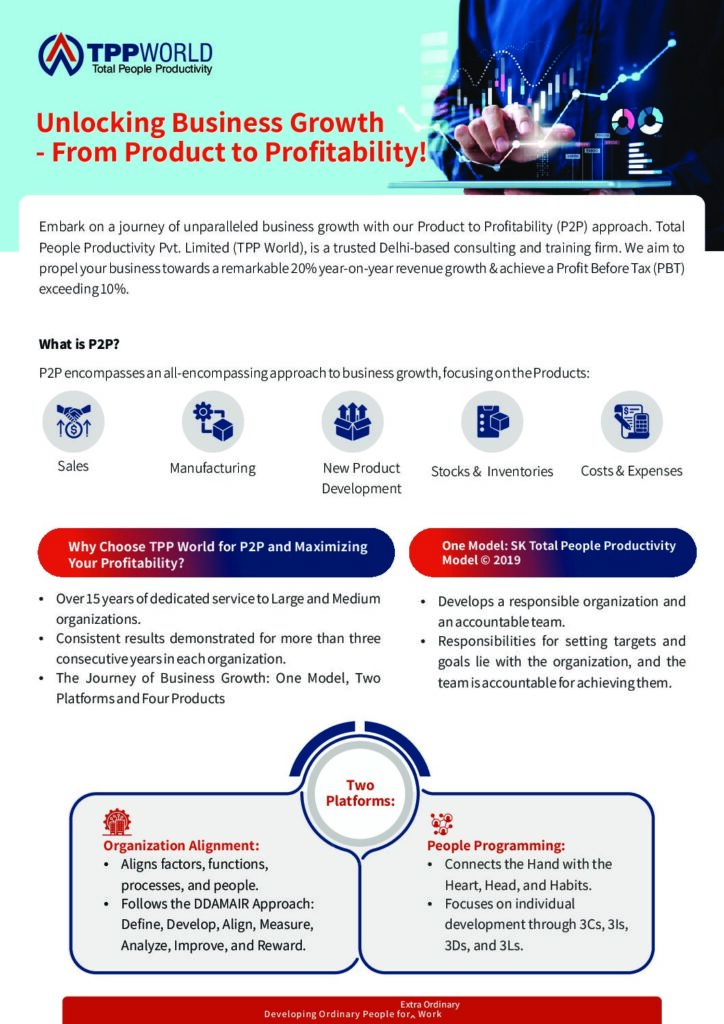 TPPWORLD
Total People Productivity
Unlocking Business Growth
- From Product to Profitability!
Embark on a journey of unparalleled business growth with our Product to Profitability (P2P) approach. Total
People Productivity Pvt. Limited (TPP World), is a trusted Delhi-based consulting and training firm. We aim to
propel your business towards a remarkable 20% year-on-year revenue growth & achieve a Profit Before Tax (PBT)
exceeding 10%.
What is P2P?
P2P encompasses an all-encompassing approach to business growth, focusing on the Products:
Sales
Manufacturing
New Product
Development
Stocks & Inventories
Costs & Expenses
Why Choose TPP World for P2P and Maximizing
Your Profitability?
• Over 15 years of dedicated service to Large and Medium
organizations.
• Consistent results demonstrated for more than three
consecutive years in each organization.
• The Journey of Business Growth: One Model, Two
Platforms and Four Products
One Model: SK Total People Productivity
Model © 2019
• Develops a responsible organization and
an accountable team.
• Responsibilities for setting targets and
goals lie with the organization, and the
team is accountable for achieving them.
Two
Platforms:
Organization Alignment:
• Aligns factors, functions,
processes, and people.
• Follows the DDAMAIR Approach:
Define, Develop, Align, Measure,
Analyze, Improve, and Reward.
People Programming:
• Connects the Hand with the
Heart, Head, and Habits.
• Focuses on individual
development through 3Cs, 3Is,
3Ds, and 3Ls.
Extra Ordinary
Developing Ordinary People for^ Work